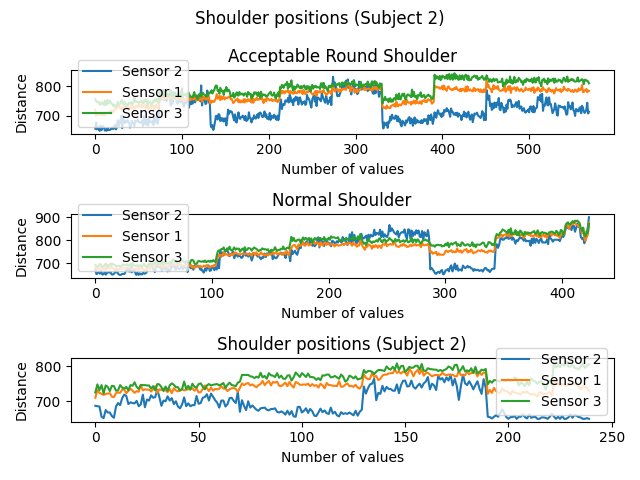 Shoulder positions (Subject 2)
Acceptable Round Shoulder
Distance
800
700
Sensor 2
Sensor 1
Sensor 3
0 100 200 300 400 500
Number of values
Normal Shoulder
Distance
900
800
700
Sensor 2
Sensor 1
Sensor 3
0 100 200 300 400
Number of values
Shoulder positions (Subject 2)
Distance
800
700
Sensor 2
Sensor 1
Sensor 3
0 50 100 150 200 250
Number of values